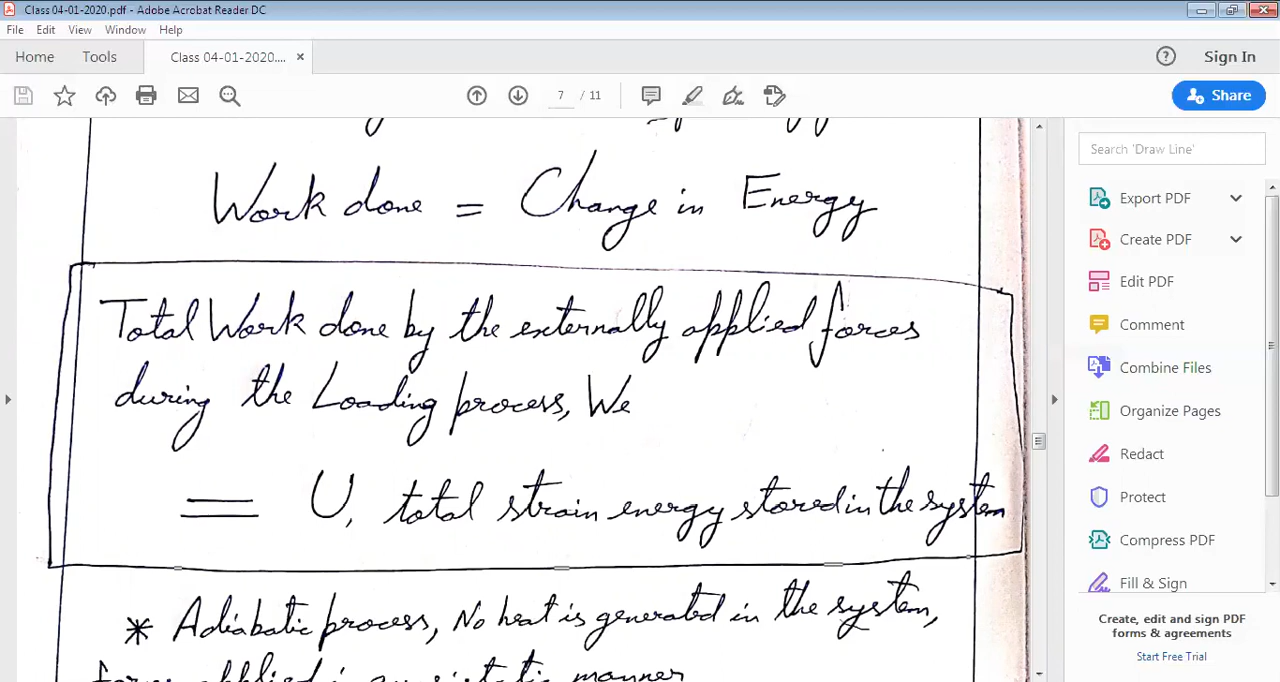 Class 04-01-2020.pdf - Adobe Acrobat Reader DC
File Edit View Window Help
Home Tools Class 04-01-2020.... × ? Sign In
7 / 11 Share
Work done = Change in Energy
Total Work done by the externally applied forces
during the Loading process, We
= U, total strain energy stored in the system
* Adiabatic process, No heat is generated in the system,
manner
Search 'Draw Line'
Export PDF
Create PDF
Edit PDF
Comment
Combine Files
Organize Pages
Redact
Protect
Compress PDF
Fill & Sign
Create, edit and sign PDF
forms & agreements
Start Free Trial